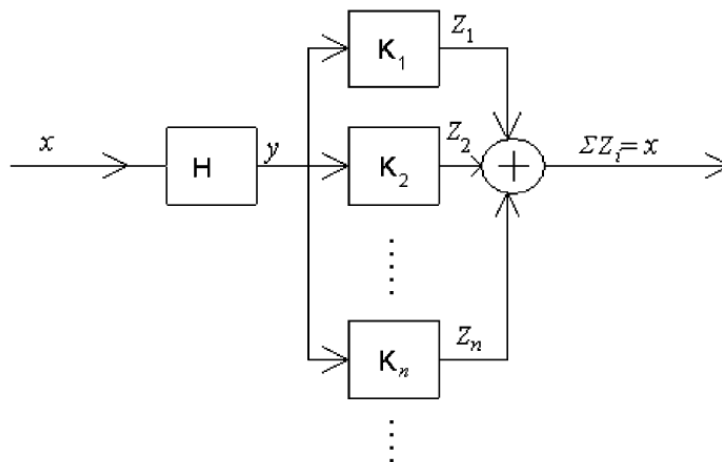 x
H
y
K₁
Z₁
K₂
Z₂
+
ΣZᵢ=x
Kₙ
Zₙ